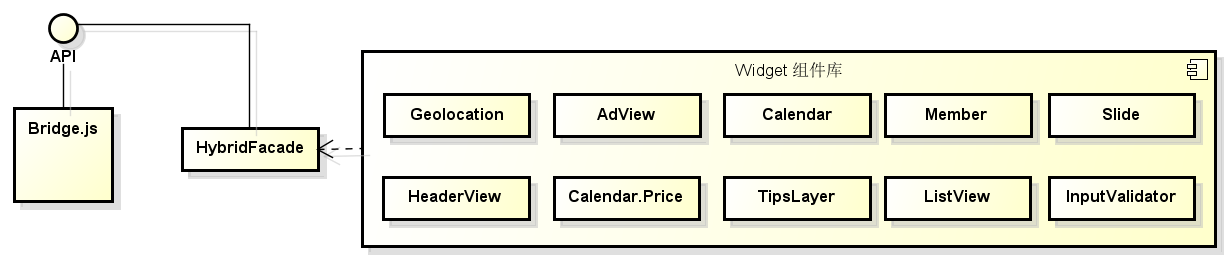 API
Bridge.js
HybridFacade
Widget 组件库
Geolocation
AdView
Calendar
Member
Slide
HeaderView
Calendar.Price
TipsLayer
ListView
InputValidator